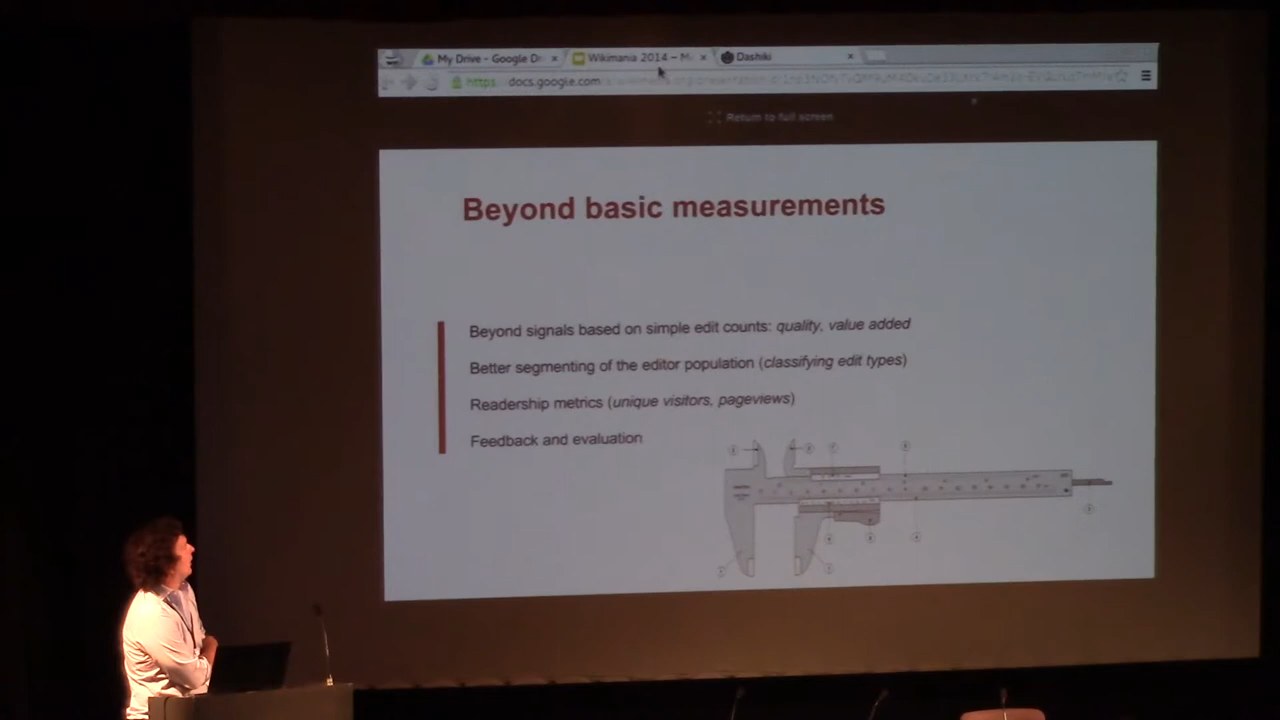 My Drive - Google Dr
Wikimania 2014 – M
Dashiki
https docs.google.com
Return to full screen
Beyond basic measurements
Beyond signals based on simple edit counts: quality, value added
Better segmenting of the editor population (classifying edit types)
Readership metrics (unique visitors, pageviews)
Feedback and evaluation